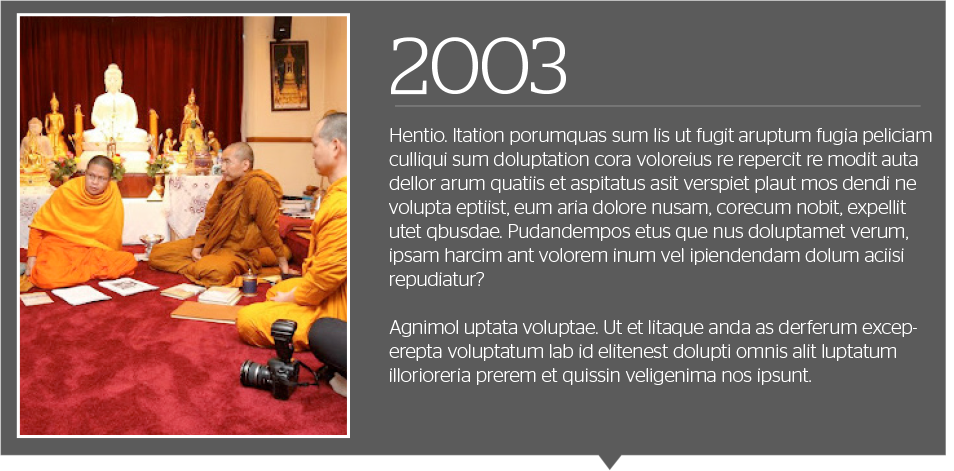 2003
Hentio. Itation porumquas sum lis ut fugit aruptum fugia peliciam
culliqui sum doluptation cora voloreius re repercit re modit auta
dellor arum quatiis et aspitatus asit verspiet plaut mos dendi ne
volupta eptiist, eum aria dolore nusam, corecum nobit, expellit
utet qbusdae. Pudandempos etus que nus doluptamet verum,
ipsam harcim ant volorem inum vel ipiendendam dolum aciisi
repudiatur?
Agnimol uptata voluptae. Ut et litaque anda as derferum excep-
erepta voluptatum lab id elitenest dolupti omnis alit luptatum
illorioreria prerem et quissin veligenima nos ipsunt.